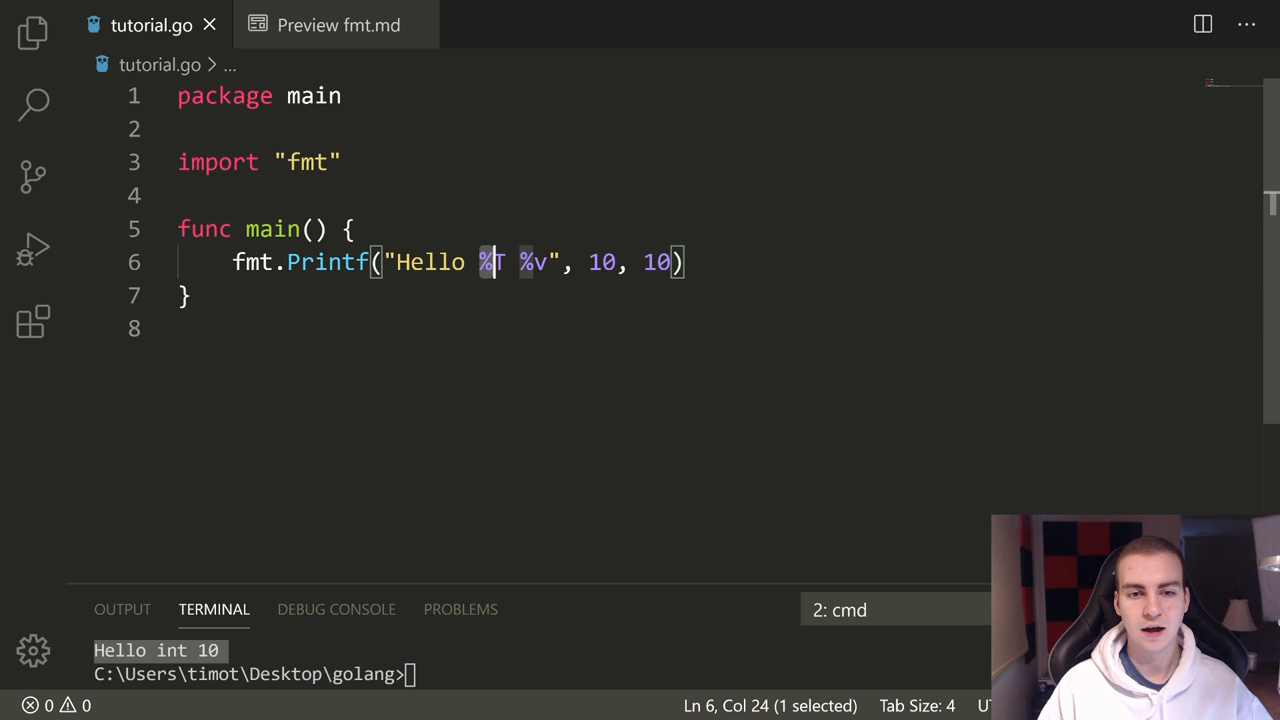 tutorial.go
Preview fmt.md
tutorial.go > ...
1 package main
2
3 import "fmt"
4
5 func main() {
6 fmt.Printf("Hello %T %v", 10, 10)
7 }
8
OUTPUT TERMINAL DEBUG CONSOLE PROBLEMS
2: cmd
Hello int 10
C:\Users\timot\Desktop\golang>
0 0
Ln 6, Col 24 (1 selected) Tab Size: 4